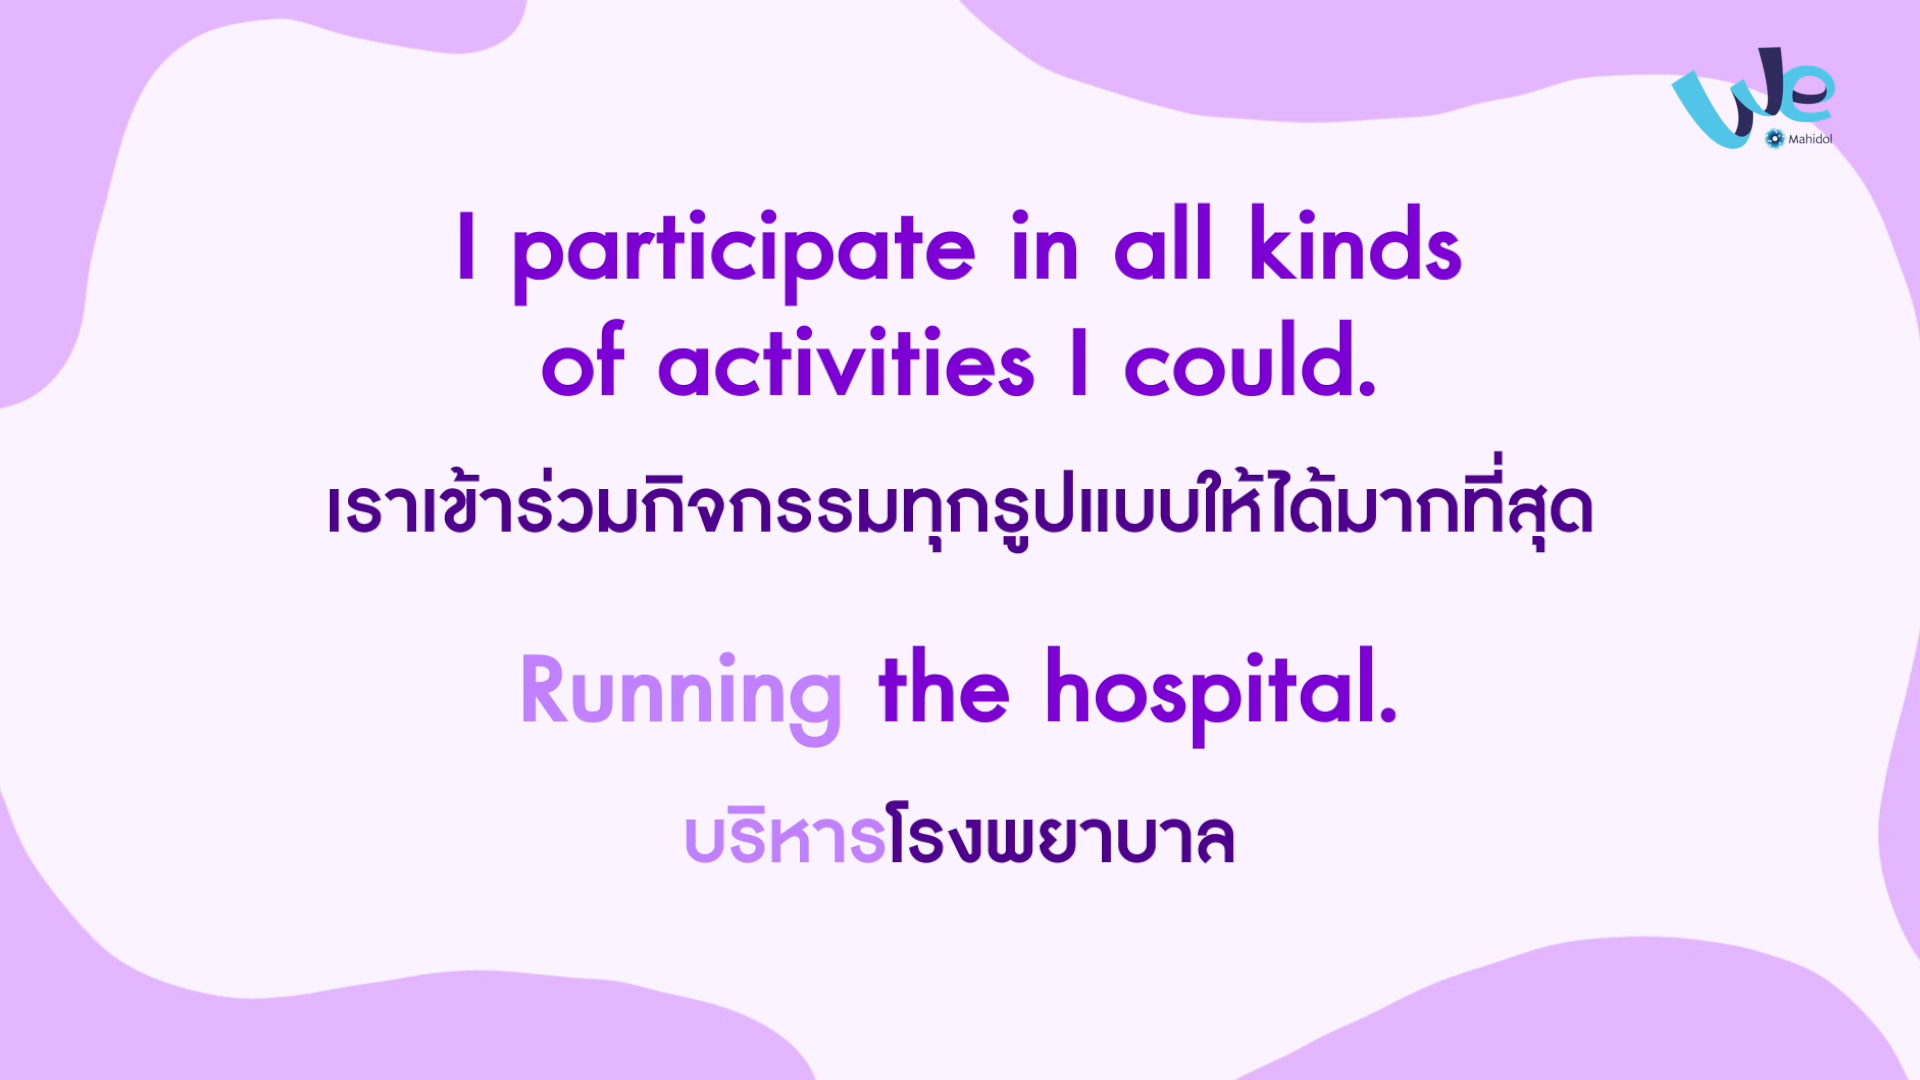 We
Mahidol
I participate in all kinds
of activities I could.
เราเข้าร่วมกิจกรรมทุกรูปแบบให้ได้มากที่สุด
Running the hospital.
บริหารโรงพยาบาล